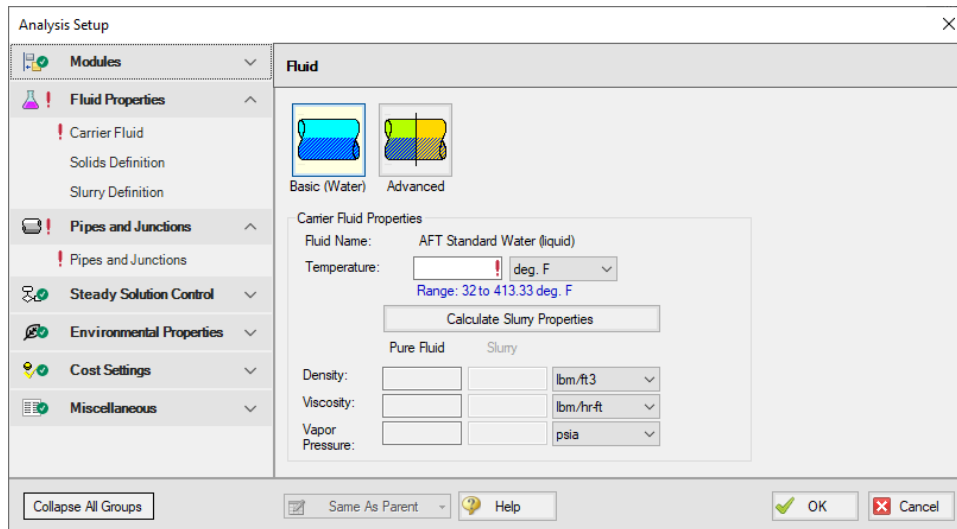 Analysis Setup
Modules
Fluid Properties
Carrier Fluid
Solids Definition
Slurry Definition
Pipes and Junctions
Pipes and Junctions
Steady Solution Control
Environmental Properties
Cost Settings
Miscellaneous
Collapse All Groups
Fluid
Basic (Water) Advanced
Carrier Fluid Properties
Fluid Name: AFT Standard Water (liquid)
Temperature: deg. F
Range: 32 to 413.33 deg. F
Calculate Slurry Properties
Pure Fluid Slurry
Density: lbm/ft3
Viscosity: lbm/hr-ft
Vapor
Pressure: psia
Same As Parent Help OK Cancel